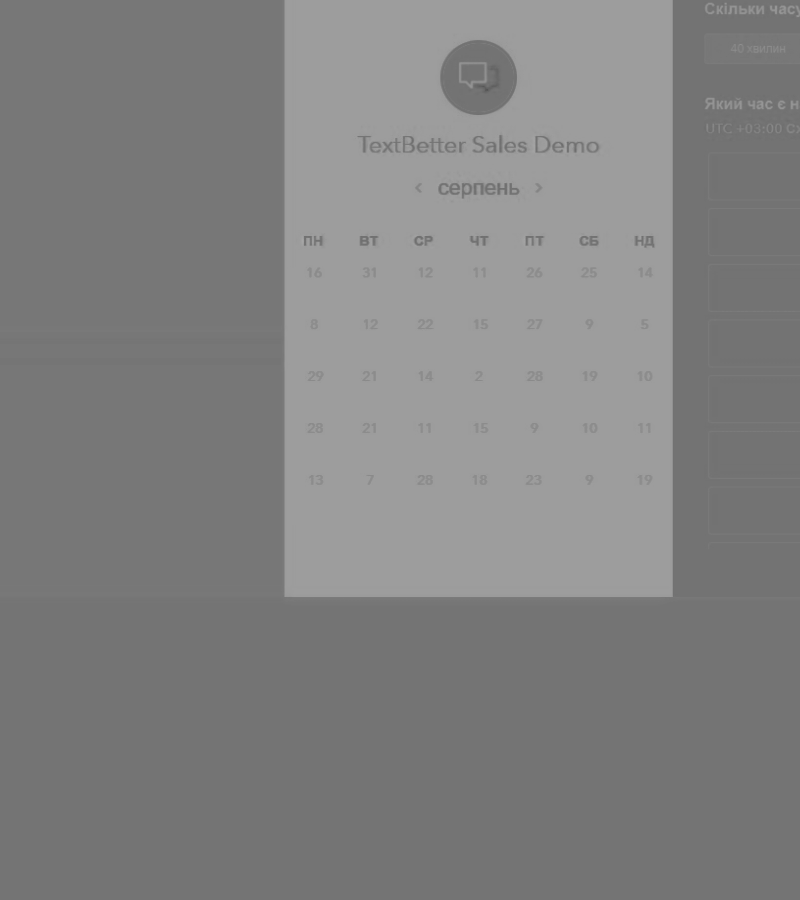 Скільки часу
40 хвилин
TextBetter Sales Demo
серпень
Який час є
UTC +03:00
ПН ВТ СР ЧТ ПТ СБ НД
16 31 12 11 26 25 14
8 12 22 15 27 9 5
29 21 14 2 28 19 10
28 21 11 15 9 10 11
13 7 28 18 23 9 19